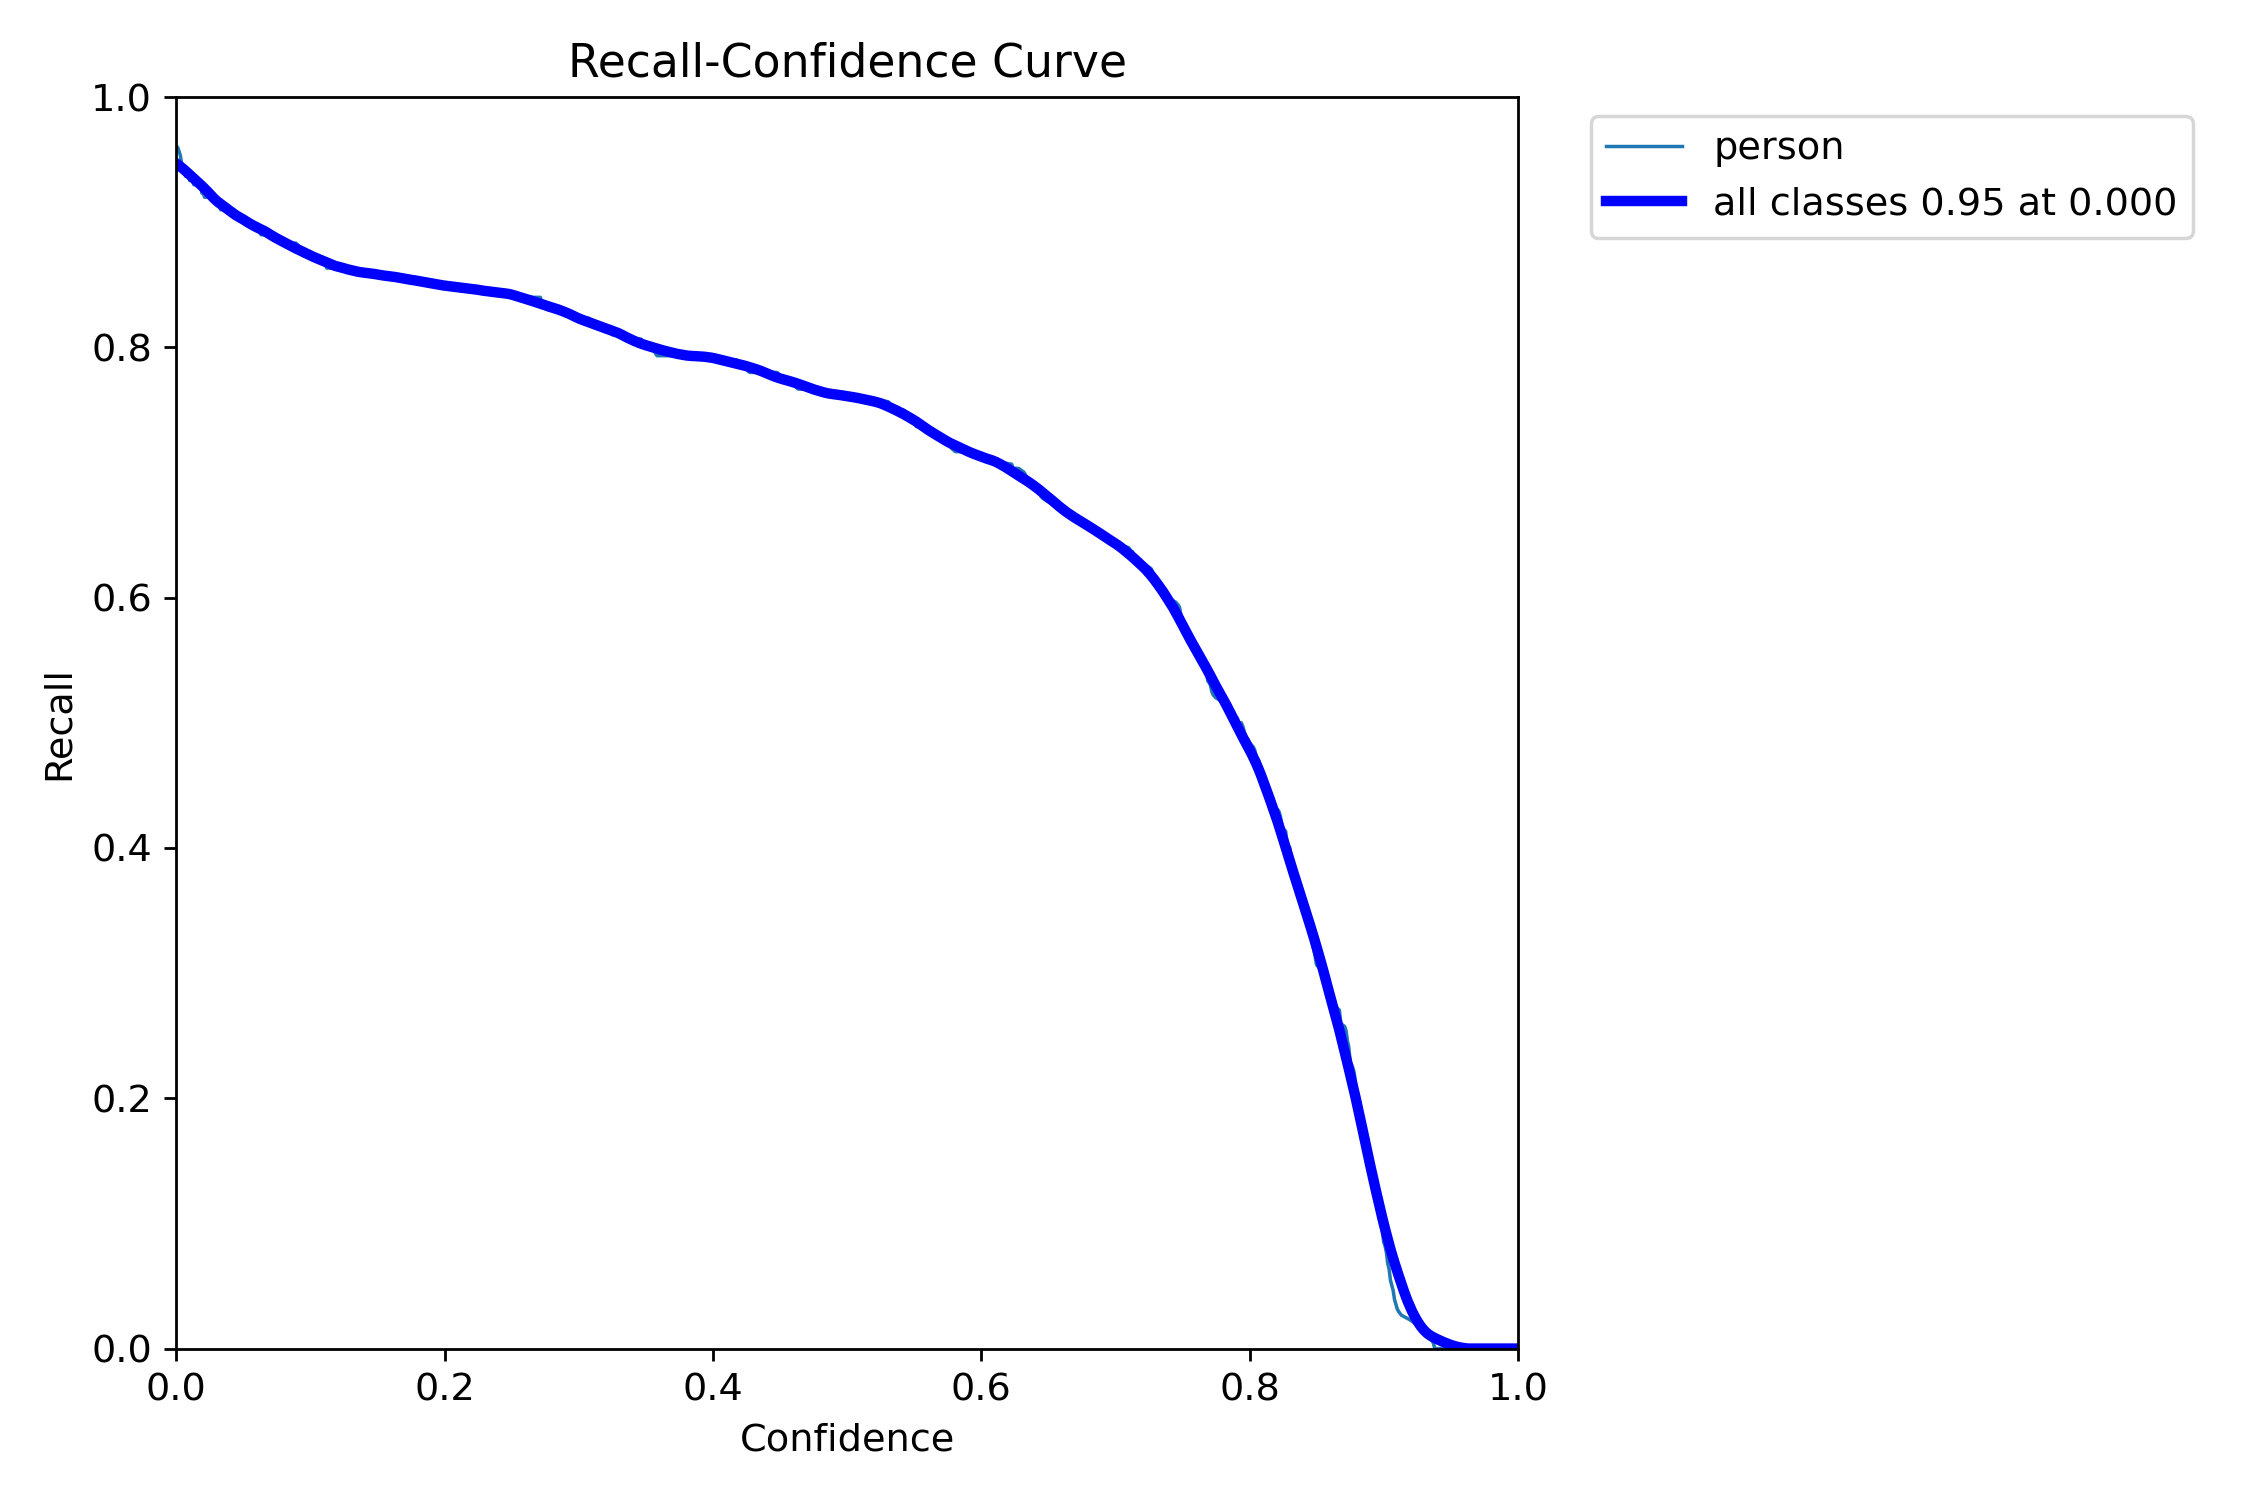 Recall-Confidence Curve
1.0
0.8
0.6
0.4
0.2
0.0
Recall
0.0 0.2 0.4 0.6 0.8 1.0
Confidence
person
all classes 0.95 at 0.000